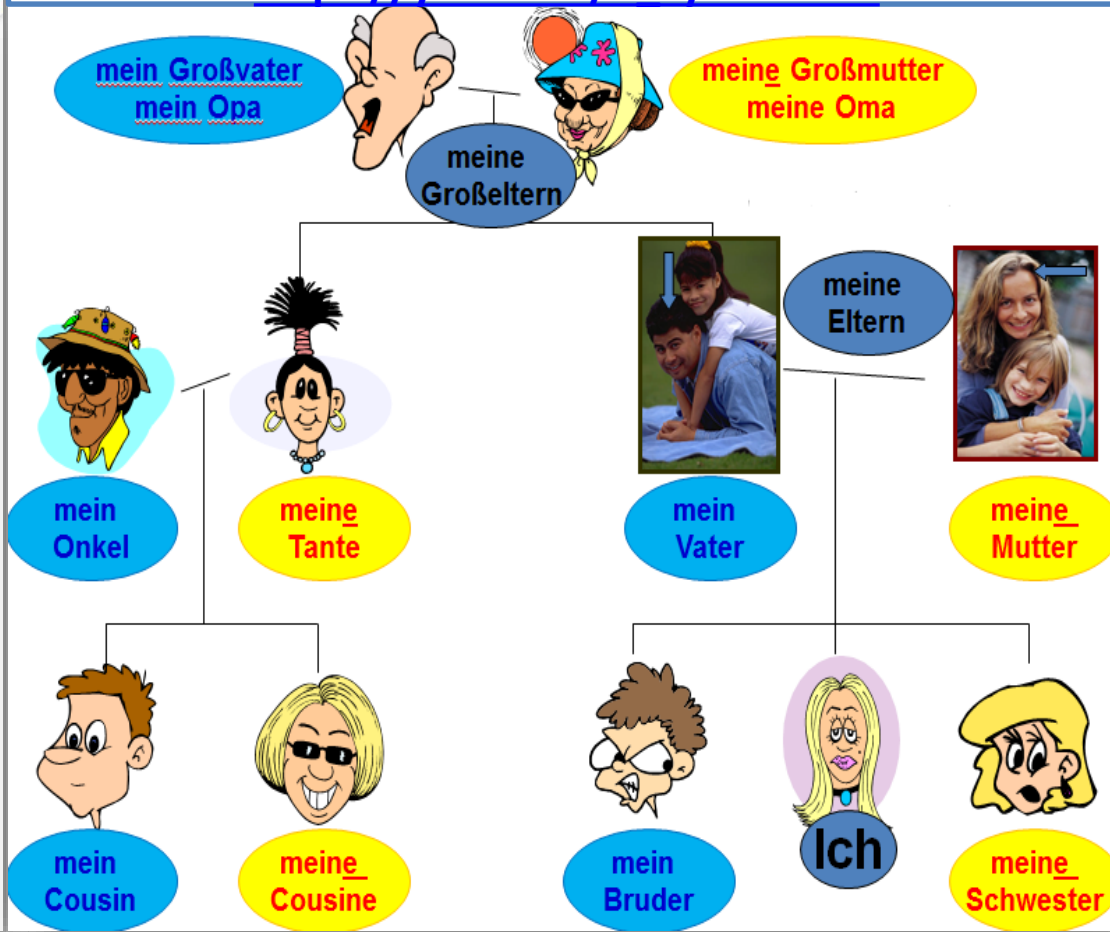 mein Großvater
mein Opa
meine Großmutter
meine Oma
meine
Großeltern
meine
Eltern
mein
Onkel
meine
Tante
mein
Vater
meine
Mutter
mein
Cousin
meine
Cousine
mein
Bruder
Ich
meine
Schwester